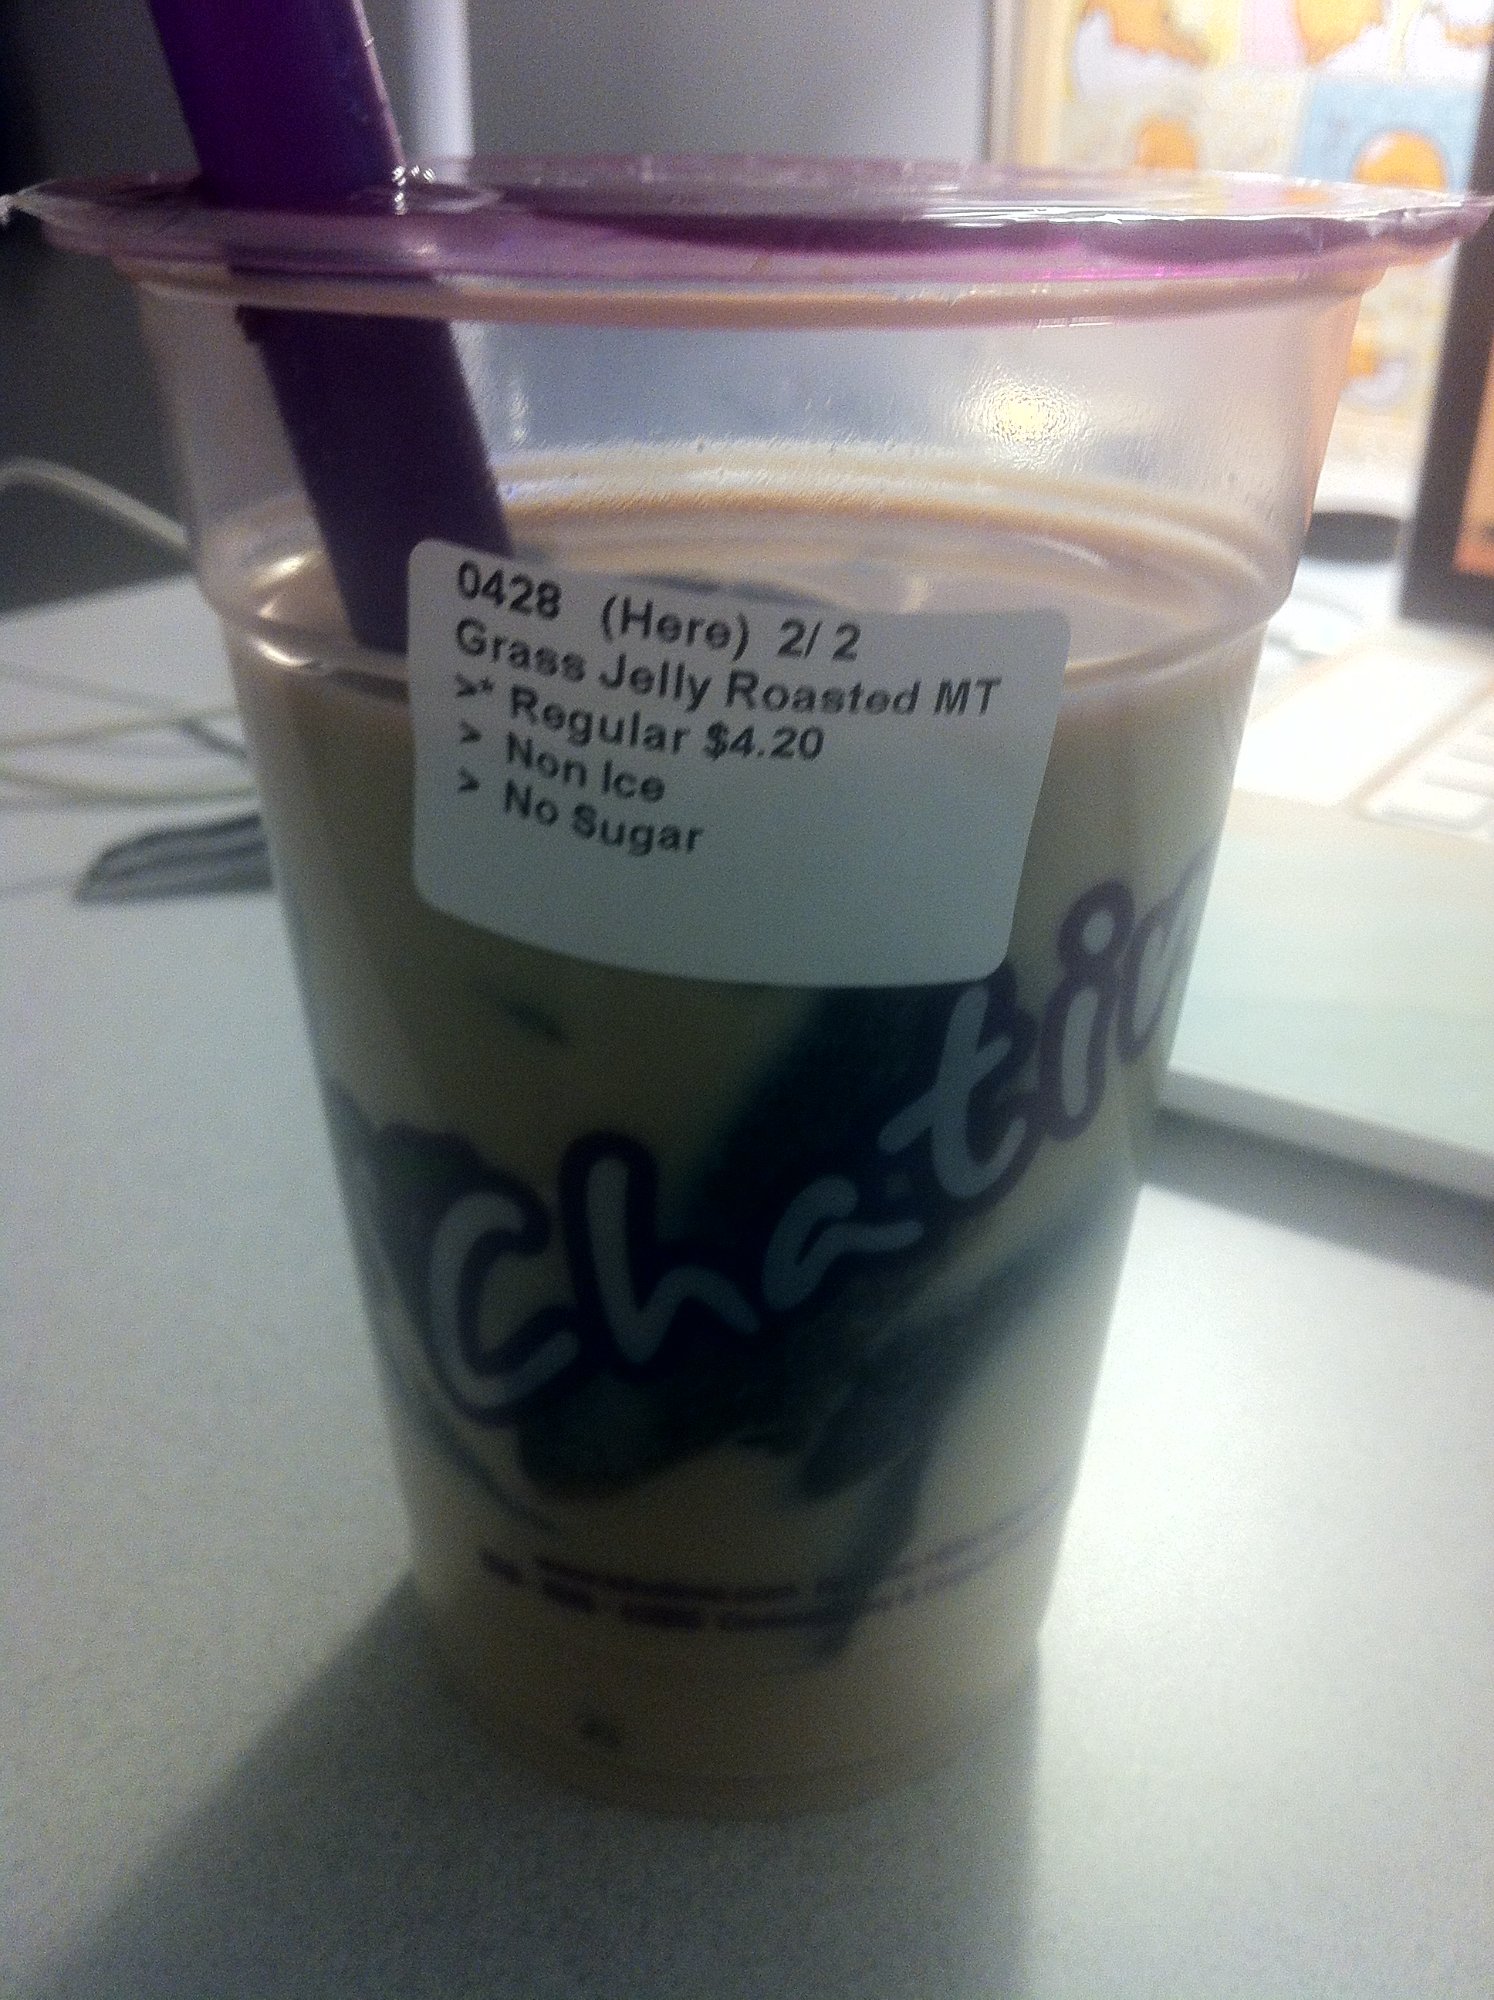 0428 (Here) 2/ 2
Grass Jelly Roasted MT
>* Regular $4.20
> Non Ice
> No Sugar
Chatime